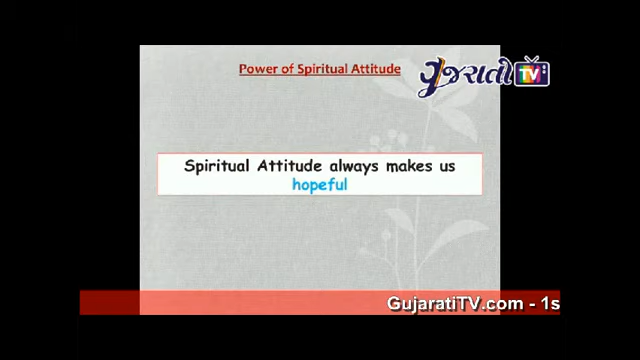 Power of Spiritual Attitude
ગુજરાતી TV
Spiritual Attitude always makes us
hopeful
GujaratiTV.com - 1s